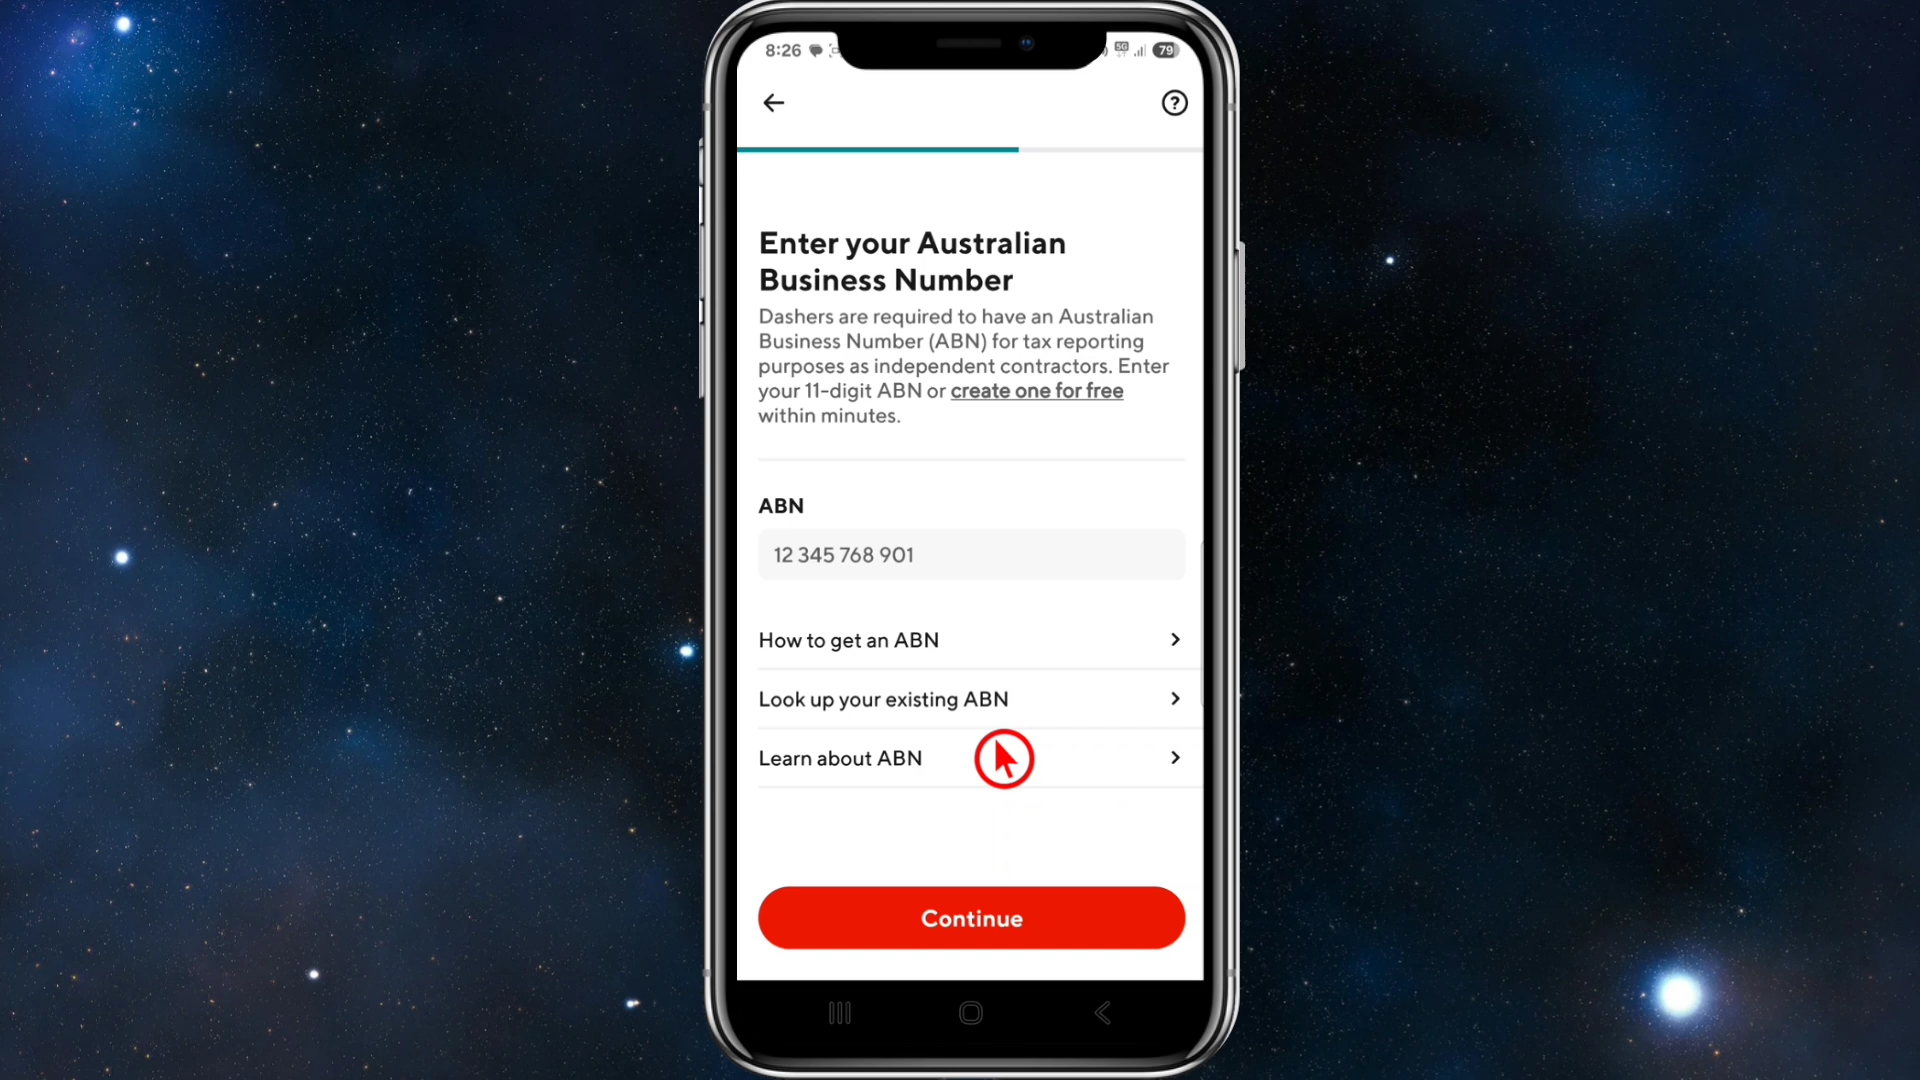 8:26
5G
79
?
Enter your Australian
Business Number
Dashers are required to have an Australian
Business Number (ABN) for tax reporting
purposes as independent contractors. Enter
your 11-digit ABN or create one for free
within minutes.
ABN
12 345 768 901
How to get an ABN
Look up your existing ABN
Learn about ABN
Continue